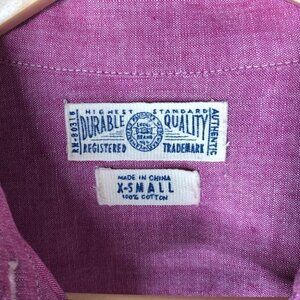 HIGHEST STANDARD
DURABLE QUALITY
REGISTERED TRADEMARK
AUTHENTIC
MADE IN CHINA
X-SMALL
100% COTTON